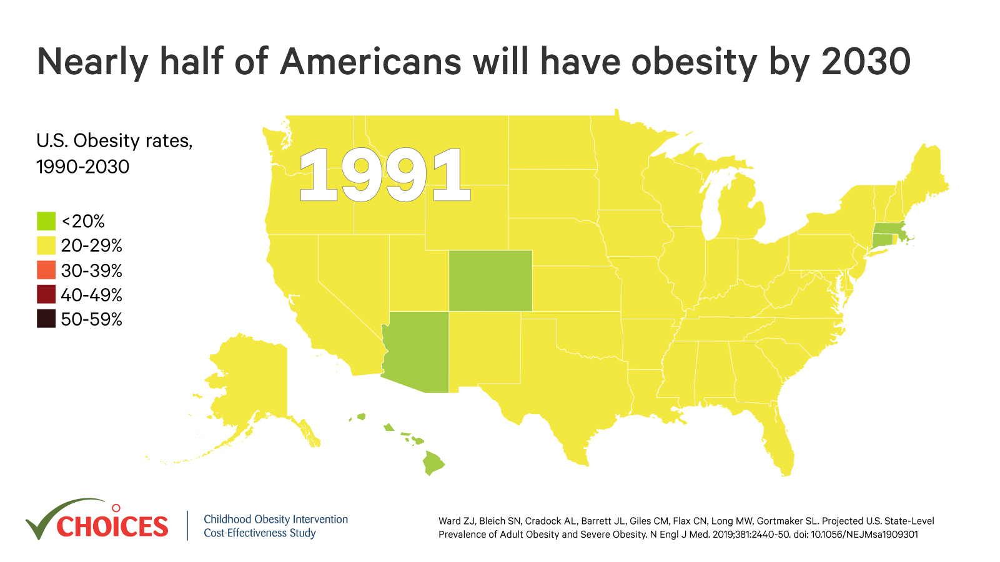 Nearly half of Americans will have obesity by 2030
U.S. Obesity rates,
1990-2030
1991
<20%
20-29%
30-39%
40-49%
50-59%
CHOICES
Childhood Obesity Intervention
Cost-Effectiveness Study
Ward ZJ, Bleich SN, Cradock AL, Barrett JL, Giles CM, Flax CN, Long MW, Gortmaker SL. Projected U.S. State-Level
Prevalence of Adult Obesity and Severe Obesity. N Engl J Med. 2019;381:2440-50. doi: 10.1056/NEJMsa1909301